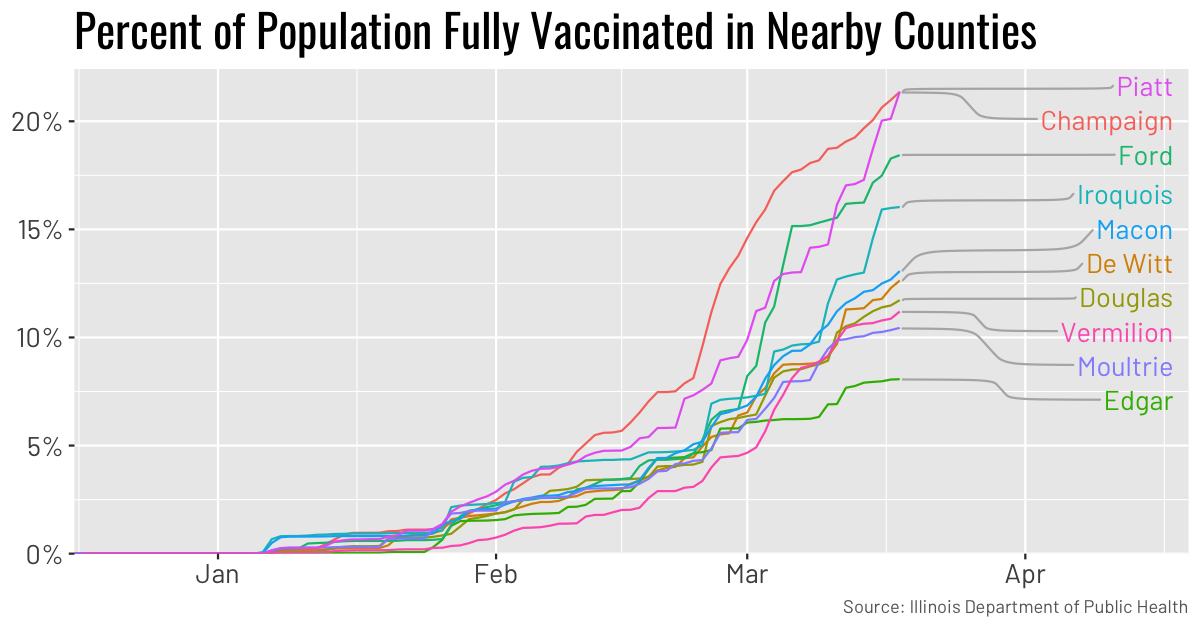 Percent of Population Fully Vaccinated in Nearby Counties
20%
15%
10%
5%
0%
Piatt
Champaign
Ford
Iroquois
Macon
De Witt
Douglas
Vermilion
Moultrie
Edgar
Jan Feb Mar Apr
Source: Illinois Department of Public Health